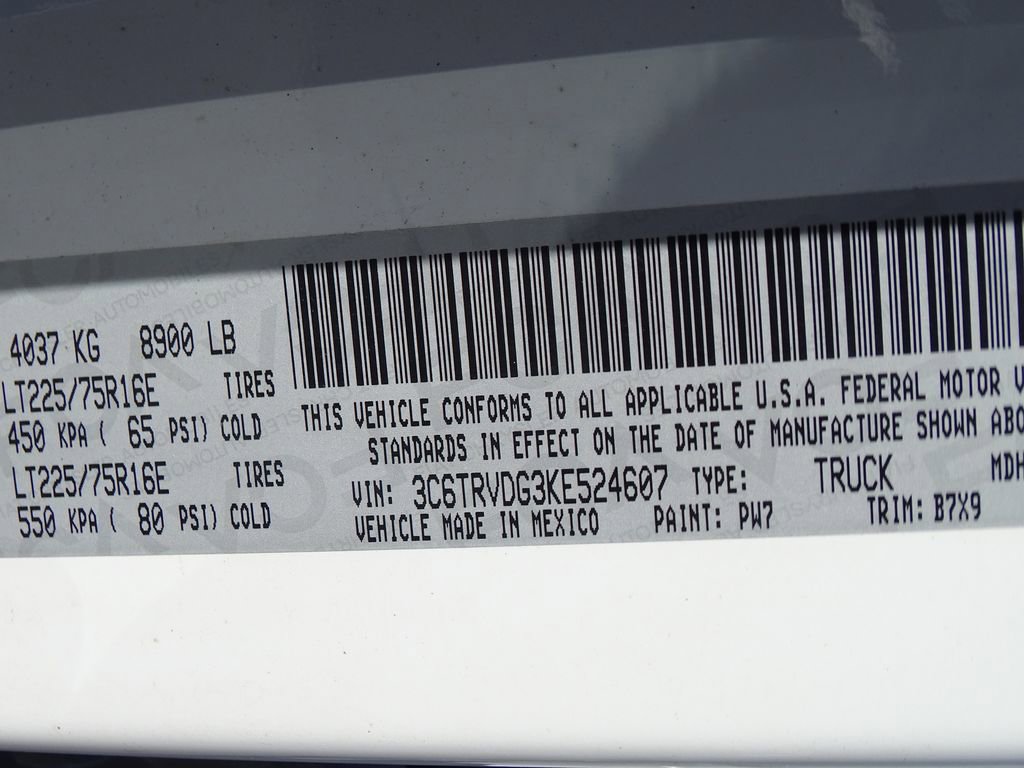 4037 KG 8900 LB
LT225/75R16E TIRES
450 KPA ( 65 PSI) COLD
LT225/75R16E TIRES
550 KPA ( 80 PSI) COLD
THIS VEHICLE CONFORMS TO ALL APPLICABLE U.S.A. FEDERAL MOTOR V
STANDARDS IN EFFECT ON THE DATE OF MANUFACTURE SHOWN ABO
VIN: 3C6TRVDG3KE524607 TYPE: TRUCK MDH
VEHICLE MADE IN MEXICO PAINT: PW7 TRIM: B7X9